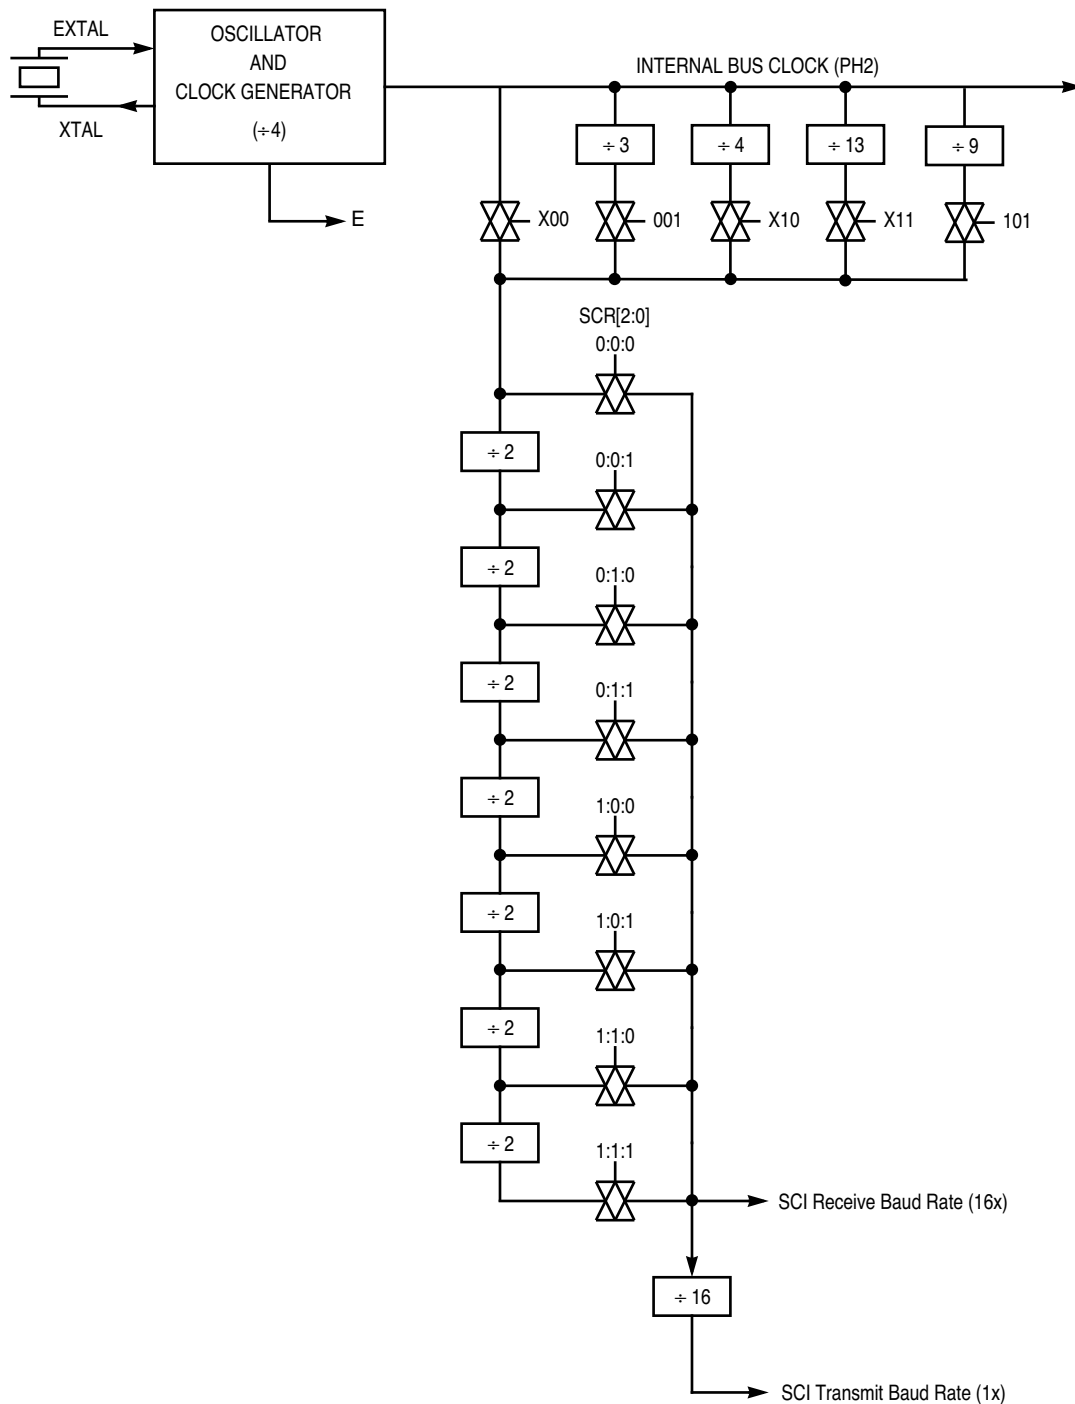 EXTAL
XTAL
OSCILLATOR
AND
CLOCK GENERATOR
(÷4)
E
INTERNAL BUS CLOCK (PH2)
÷ 3
÷ 4
÷ 13
÷ 9
X00
001
X10
X11
101
SCR[2:0]
0:0:0
÷ 2
0:0:1
÷ 2
0:1:0
÷ 2
0:1:1
÷ 2
1:0:0
÷ 2
1:0:1
÷ 2
1:1:0
÷ 2
1:1:1
SCI Receive Baud Rate (16x)
÷ 16
SCI Transmit Baud Rate (1x)